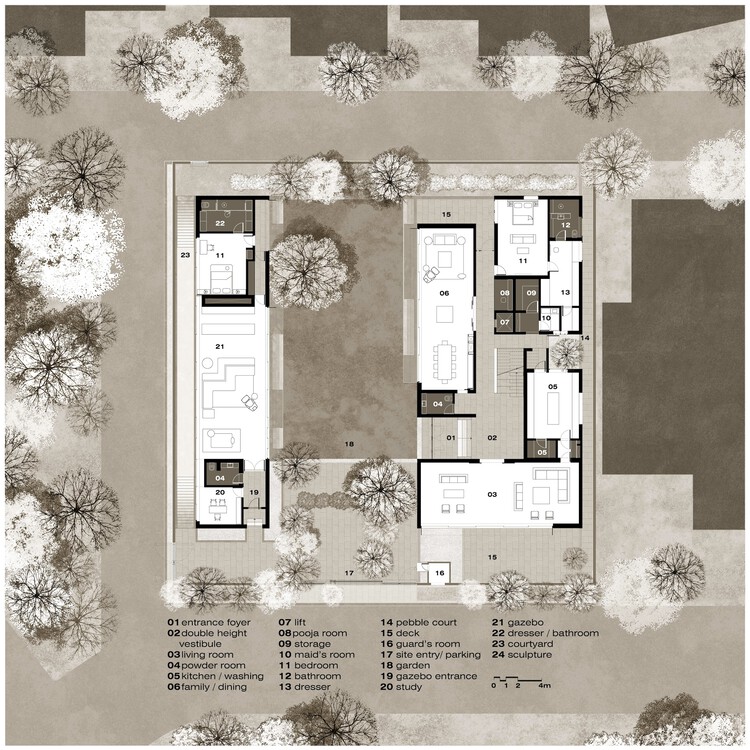 15
22
12
23
11
11
06
08
09
13
07
10
14
21
05
04
01
02
18
05
04
03
20
19
15
17
16
01 entrance foyer
02 double height
vestibule
03 living room
04 powder room
05 kitchen / washing
06 family / dining
07 lift
08 pooja room
09 storage
10 maid's room
11 bedroom
12 bathroom
13 dresser
14 pebble court
15 deck
16 guard's room
17 site entry/ parking
18 garden
19 gazebo entrance
20 study
21 gazebo
22 dresser / bathroom
23 courtyard
24 sculpture
0 1 2 4m